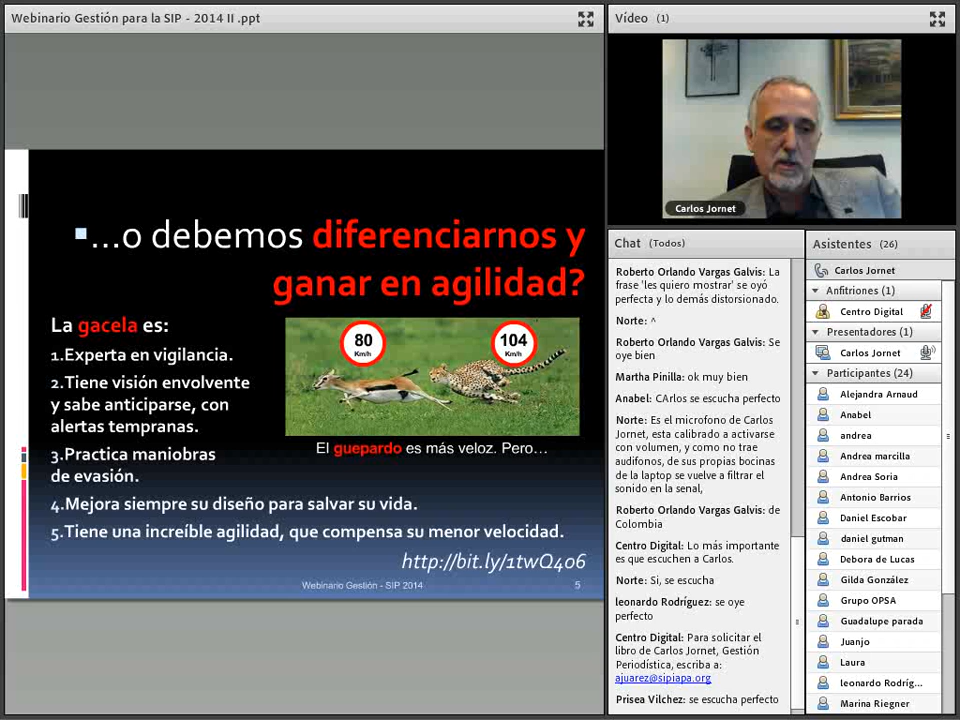 Webinario Gestión para la SIP - 2014 II .ppt
...o debemos diferenciarnos y
ganar en agilidad?
La gacela es:
1.Experta en vigilancia.
2.Tiene visión envolvente
y sabe anticiparse, con
alertas tempranas.
3.Practica maniobras
de evasión.
4.Mejora siempre su diseño para salvar su vida.
5.Tiene una increíble agilidad, que compensa su menor velocidad.
80
Km/h
104
Km/h
El guepardo es más veloz. Pero...
http://bit.ly/1twQ4o6
Webinario Gestión - SIP 2014
5
Vídeo (1)
Carlos Jornet
Chat (Todos)
Roberto Orlando Vargas Galvis: La
frase 'les quiero mostrar' se oyó
perfecta y lo demás distorsionado.
Norte: ^
Roberto Orlando Vargas Galvis: Se
oye bien
Martha Pinilla: ok muy bien
Anabel: CArlos se escucha perfecto
Norte: Es el microfono de Carlos
Jornet, esta calibrado a activarse
con volumen, y como no trae
audifonos, de sus propias bocinas
de la laptop se vuelve a filtrar el
sonido en la senal,
Roberto Orlando Vargas Galvis: de
Colombia
Centro Digital: Lo más importante
es que escuchen a Carlos.
Norte: Si, se escucha
leonardo Rodríguez: se oye
perfecto
Centro Digital: Para solicitar el
libro de Carlos Jornet, Gestión
Periodística, escriba a:
ajuarez@sipiapa.org
Prisea Vilchez: se escucha perfecto
Asistentes (26)
Carlos Jornet
Anfitriones (1)
Centro Digital
Presentadores (1)
Carlos Jornet
Participantes (24)
Alejandra Arnaud
Anabel
andrea
Andrea marcilla
Andrea Soria
Antonio Barrios
Daniel Escobar
daniel gutman
Debora de Lucas
Gilda González
Grupo OPSA
Guadalupe parada
Juanjo
Laura
leonardo Rodríg...
Marina Riegner